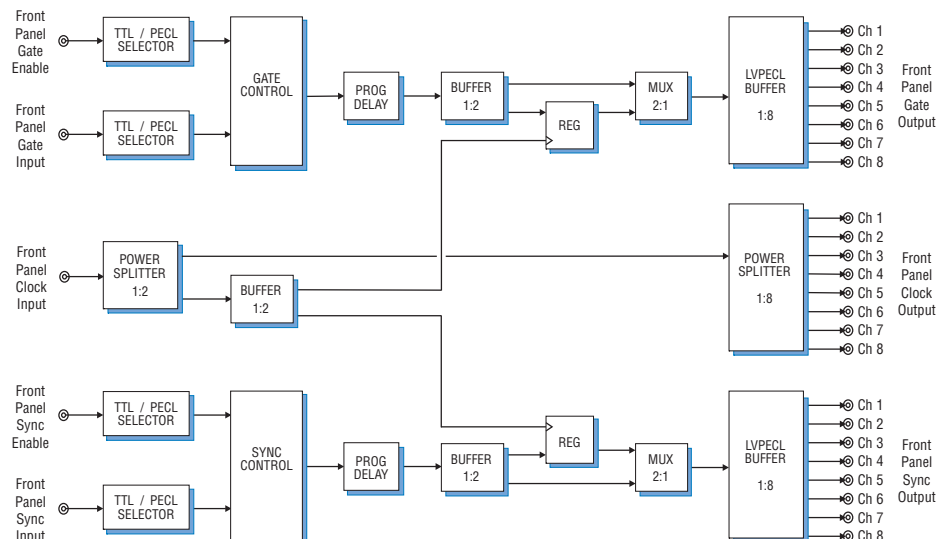 Front
Panel
Gate
Enable
TTL / PECL
SELECTOR
Front
Panel
Gate
Input
TTL / PECL
SELECTOR
GATE
CONTROL
PROG
DELAY
BUFFER
1:2
REG
MUX
2:1
LVPECL
BUFFER
1:8
Ch 1
Ch 2
Ch 3
Ch 4
Ch 5
Ch 6
Ch 7
Ch 8
Front
Panel
Gate
Output
Front
Panel
Clock
Input
POWER
SPLITTER
1:2
BUFFER
1:2
POWER
SPLITTER
1:8
Ch 1
Ch 2
Ch 3
Ch 4
Ch 5
Ch 6
Ch 7
Ch 8
Front
Panel
Clock
Output
Front
Panel
Sync
Enable
TTL / PECL
SELECTOR
Front
Panel
Sync
Input
TTL / PECL
SELECTOR
SYNC
CONTROL
PROG
DELAY
BUFFER
1:2
REG
MUX
2:1
LVPECL
BUFFER
1:8
Ch 1
Ch 2
Ch 3
Ch 4
Ch 5
Ch 6
Ch 7
Ch 8
Front
Panel
Sync
Output